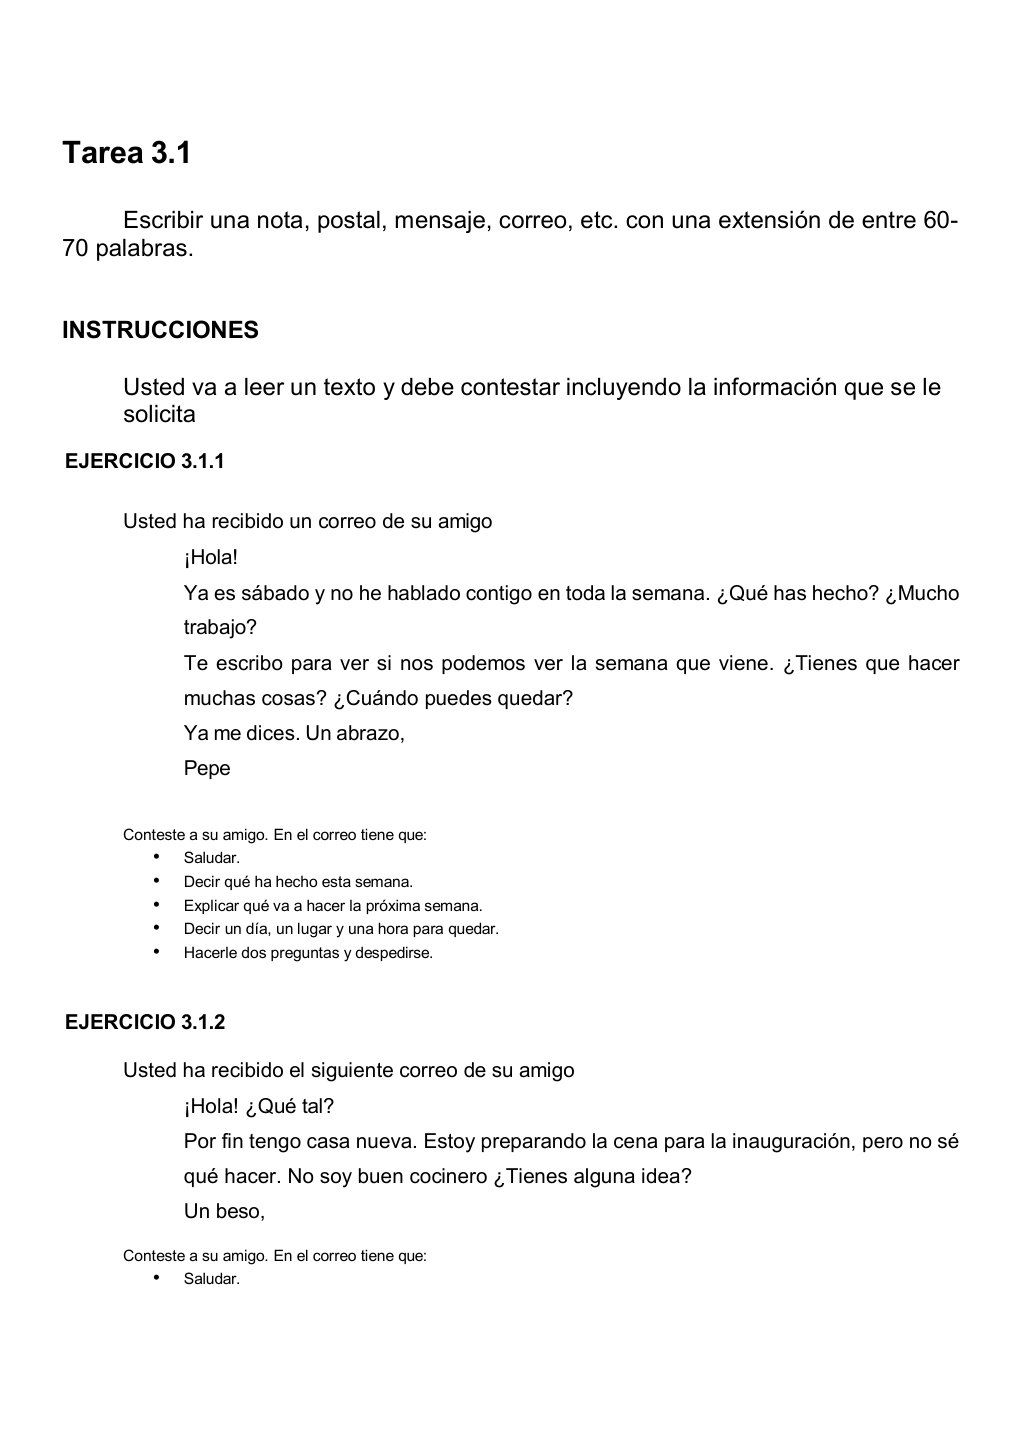 Tarea 3.1
Escribir una nota, postal, mensaje, correo, etc. con una extensión de entre 60-
70 palabras.
INSTRUCCIONES
Usted va a leer un texto y debe contestar incluyendo la información que se le
solicita
EJERCICIO 3.1.1
Usted ha recibido un correo de su amigo
¡Hola!
Ya es sábado y no he hablado contigo en toda la semana. ¿Qué has hecho? ¿Mucho
trabajo?
Te escribo para ver si nos podemos ver la semana que viene. ¿Tienes que hacer
muchas cosas? ¿Cuándo puedes quedar?
Ya me dices. Un abrazo,
Pepe
Conteste a su amigo. En el correo tiene que:
• Saludar.
• Decir qué ha hecho esta semana.
• Explicar qué va a hacer la próxima semana.
• Decir un día, un lugar y una hora para quedar.
• Hacerle dos preguntas y despedirse.
EJERCICIO 3.1.2
Usted ha recibido el siguiente correo de su amigo
¡Hola! ¿Qué tal?
Por fin tengo casa nueva. Estoy preparando la cena para la inauguración, pero no sé
qué hacer. No soy buen cocinero ¿Tienes alguna idea?
Un beso,
Conteste a su amigo. En el correo tiene que:
• Saludar.